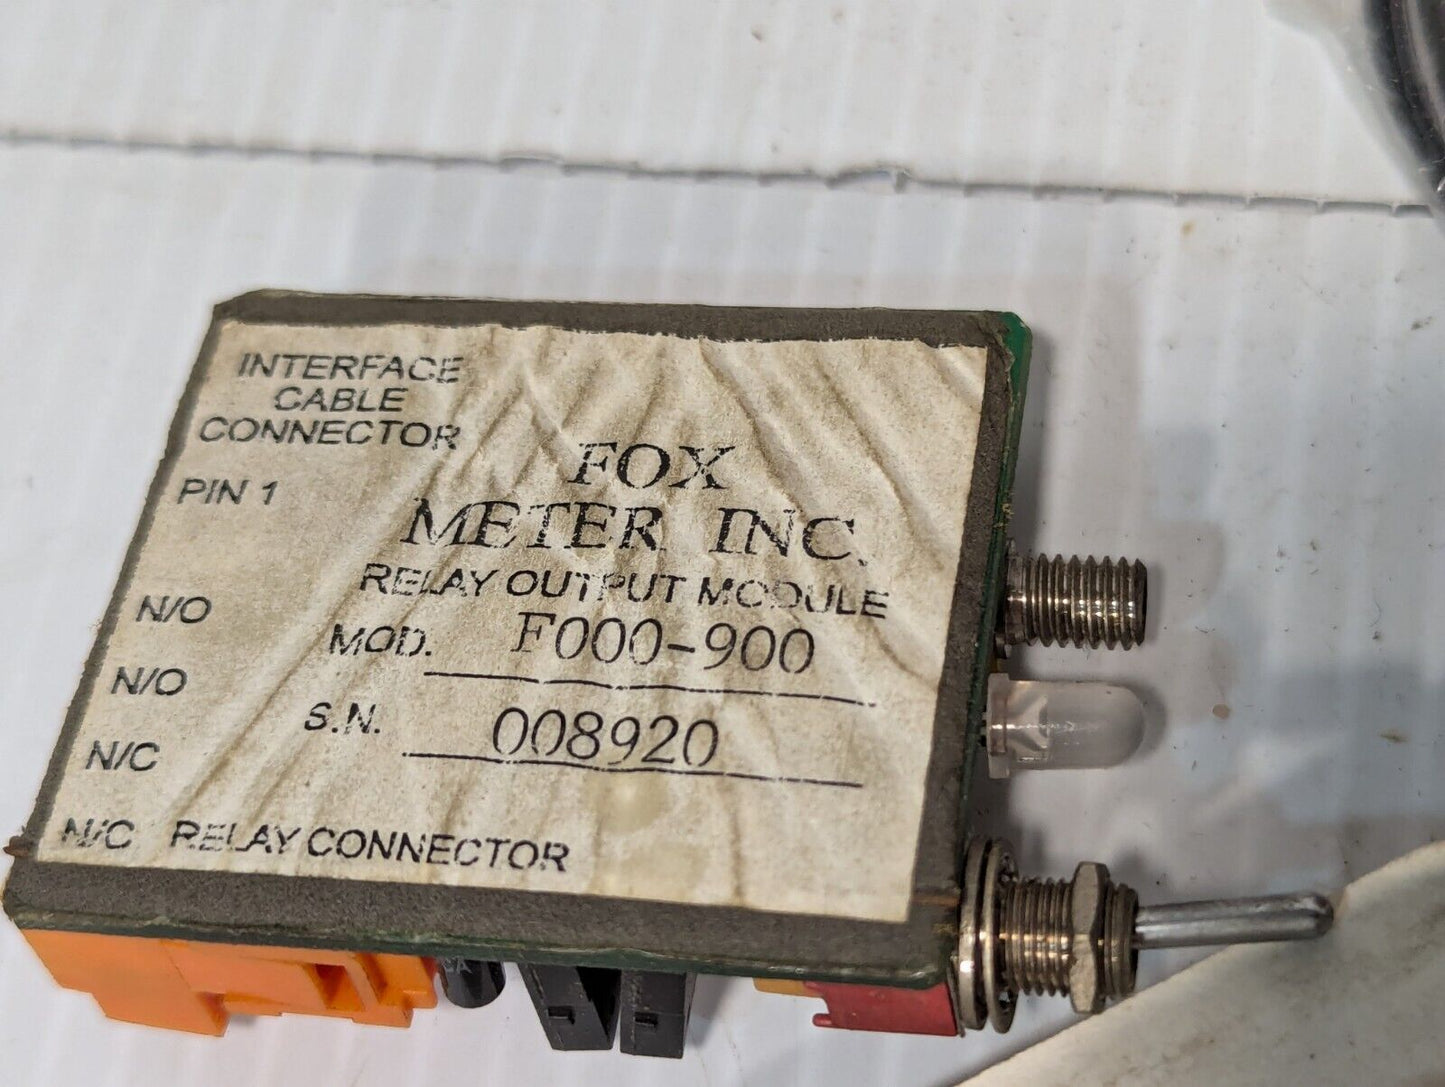 INTERFACE
CABLE
CONNECTOR
PIN 1
FOX
METER INC.
RELAY OUTPUT MODULE
MOD. F000-900
S.N. 008920
N/O
N/O
N/C
N/C RELAY CONNECTOR